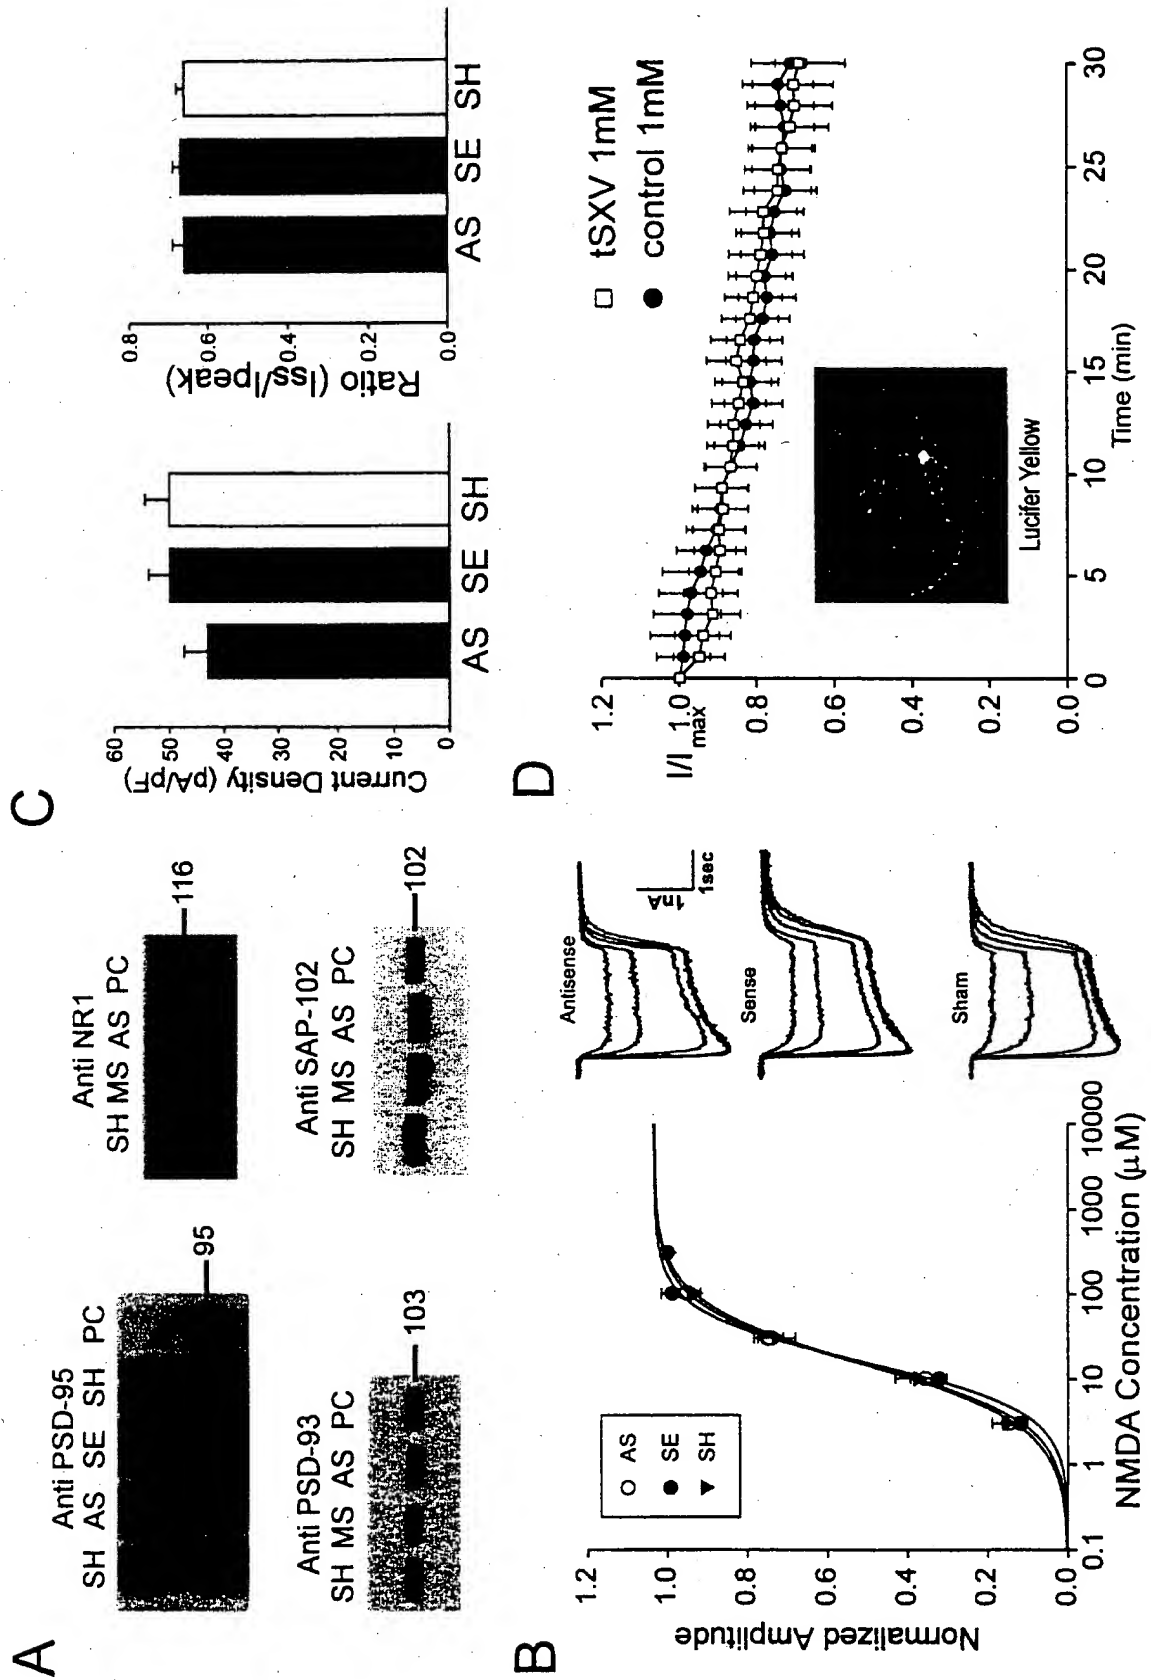 A
Anti PSD-95
SH AS SE SH PC
95
Anti NR1
SH MS AS PC
116
Anti PSD-93
SH MS AS PC
103
Anti SAP-102
SH MS AS PC
102
B
Normalized Amplitude
1.2
1.0
0.8
0.6
0.4
0.2
0.0
AS
SE
SH
0.1 1 10 100 1000 10000
NMDA Concentration (μM)
Antisense
1nA
1sec
Sense
Sham
C
Current Density (pA/pF)
60
50
40
30
20
10
0
AS SE SH
Ratio (Iss/Ipeak)
0.8
0.6
0.4
0.2
0.0
AS SE SH
D
I/Imax
1.2
1.0
0.8
0.6
0.4
0.2
0.0
tSXV 1mM
control 1mM
Lucifer Yellow
0 5 10 15 20 25 30
Time (min)